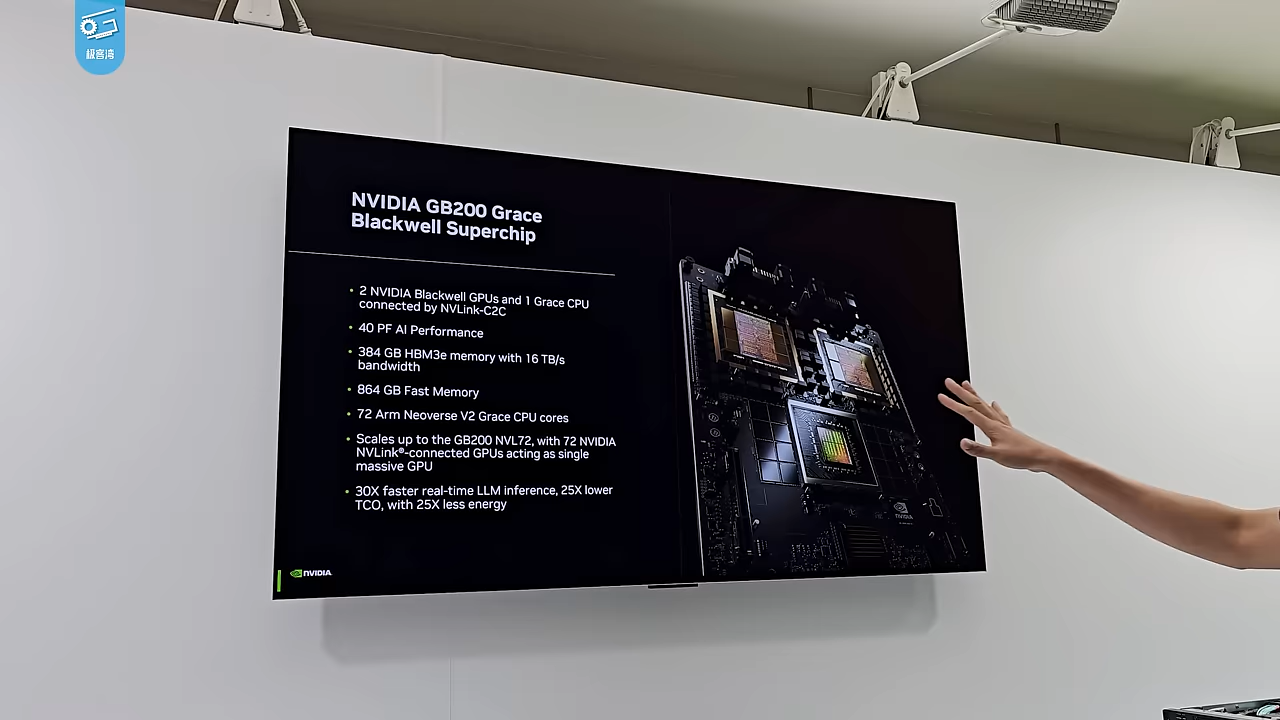 极客湾
NVIDIA GB200 Grace
Blackwell Superchip
• 2 NVIDIA Blackwell GPUs and 1 Grace CPU
connected by NVLink-C2C
• 40 PF AI Performance
• 384 GB HBM3e memory with 16 TB/s
bandwidth
• 864 GB Fast Memory
• 72 Arm Neoverse V2 Grace CPU cores
• Scales up to the GB200 NVL72, with 72 NVIDIA
NVLink®-connected GPUs acting as single
massive GPU
• 30X faster real-time LLM inference, 25X lower
TCO, with 25X less energy
NVIDIA
NVIDIA